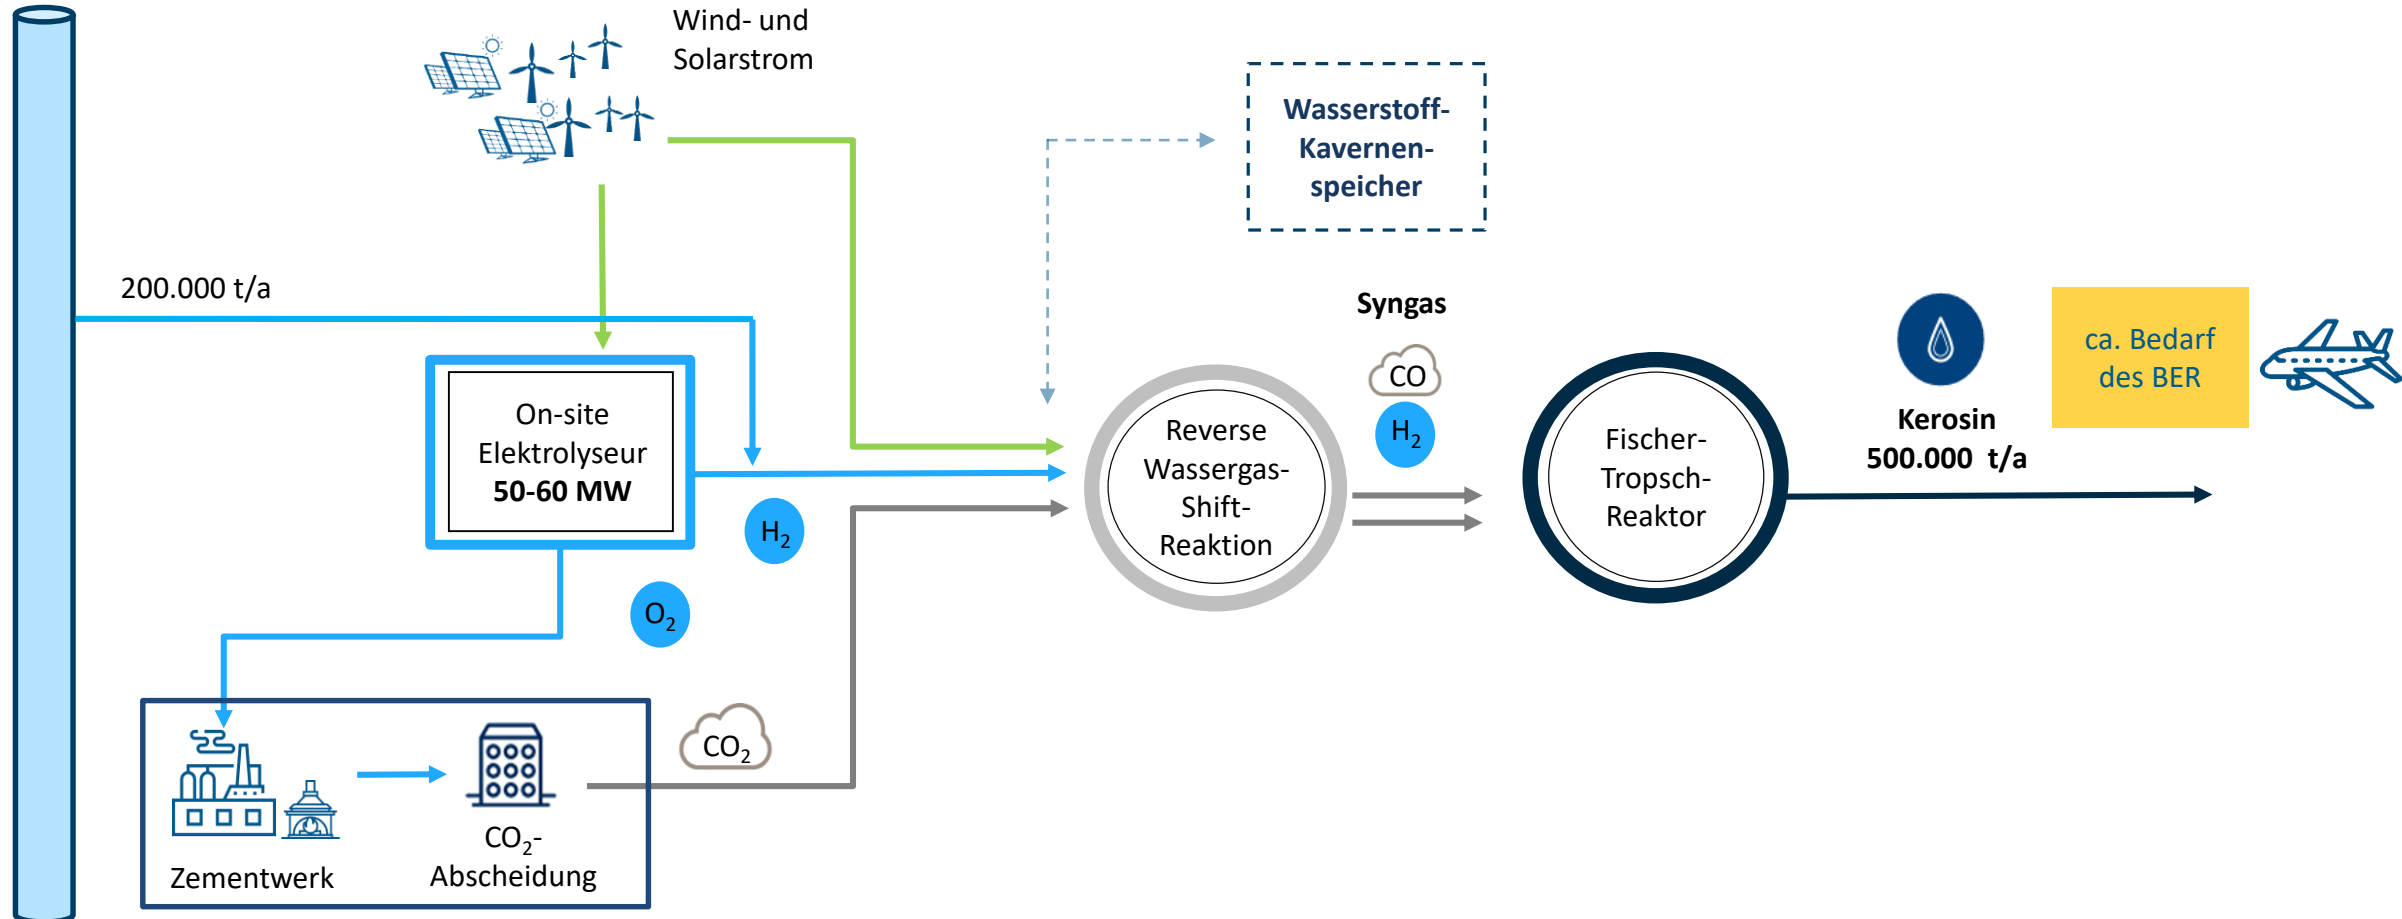 Wind- und
Solarstrom
Wasserstoff-
Kavernen-
speicher
200.000 t/a
On-site
Elektrolyseur
50-60 MW
H₂
O₂
Zementwerk
CO₂-
Abscheidung
CO₂
Reverse
Wassergas-
Shift-
Reaktion
Syngas
CO
H₂
Fischer-
Tropsch-
Reaktor
Kerosin
500.000 t/a
ca. Bedarf
des BER